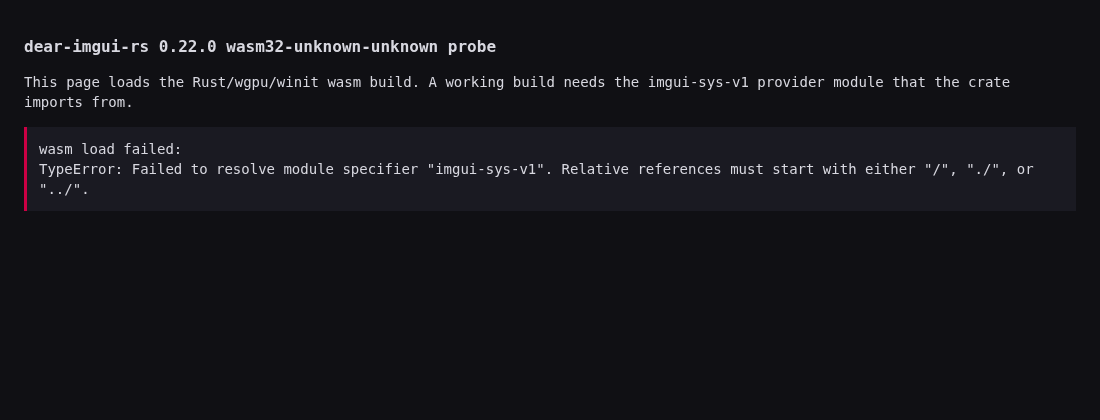 dear-imgui-rs 0.22.0 wasm32-unknown-unknown probe
This page loads the Rust/wgpu/winit wasm build. A working build needs the imgui-sys-v1 provider module that the crate
imports from.
wasm load failed:
TypeError: Failed to resolve module specifier "imgui-sys-v1". Relative references must start with either "/", "./", or
"../".